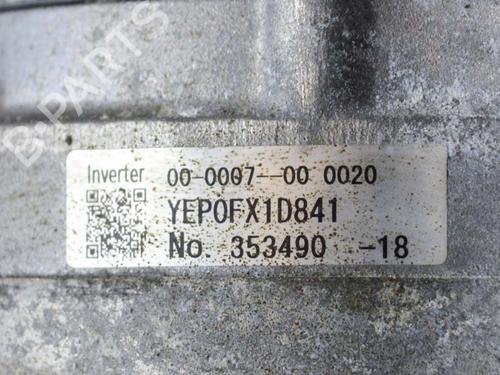 B-PARTS
Inverter 00-0007--00 0020
YEP0FX1D841
No. 353490 -18